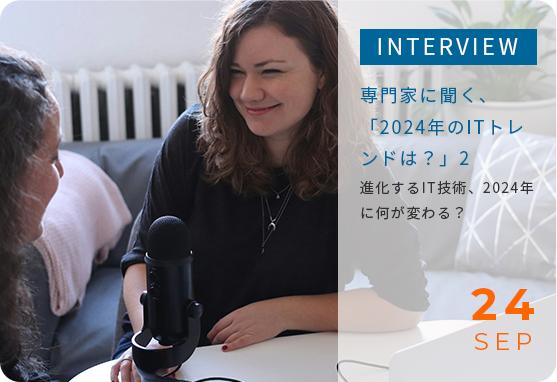 INTERVIEW
専門家に聞く、
「2024年のITトレ
ンドは？」2
進化するIT技術、2024年
に何が変わる？
24
SEP